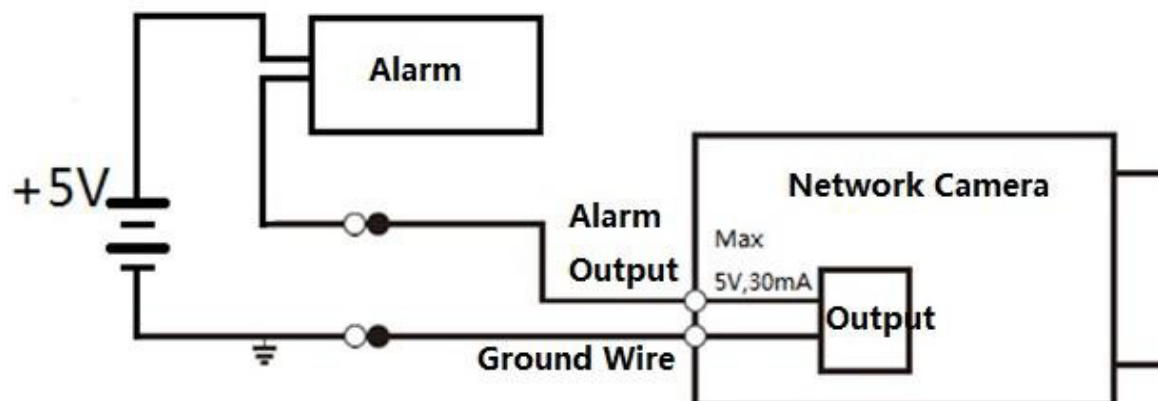 Alarm
+5V
Network Camera
Alarm
Output
Max
5V,30mA
Output
Ground Wire